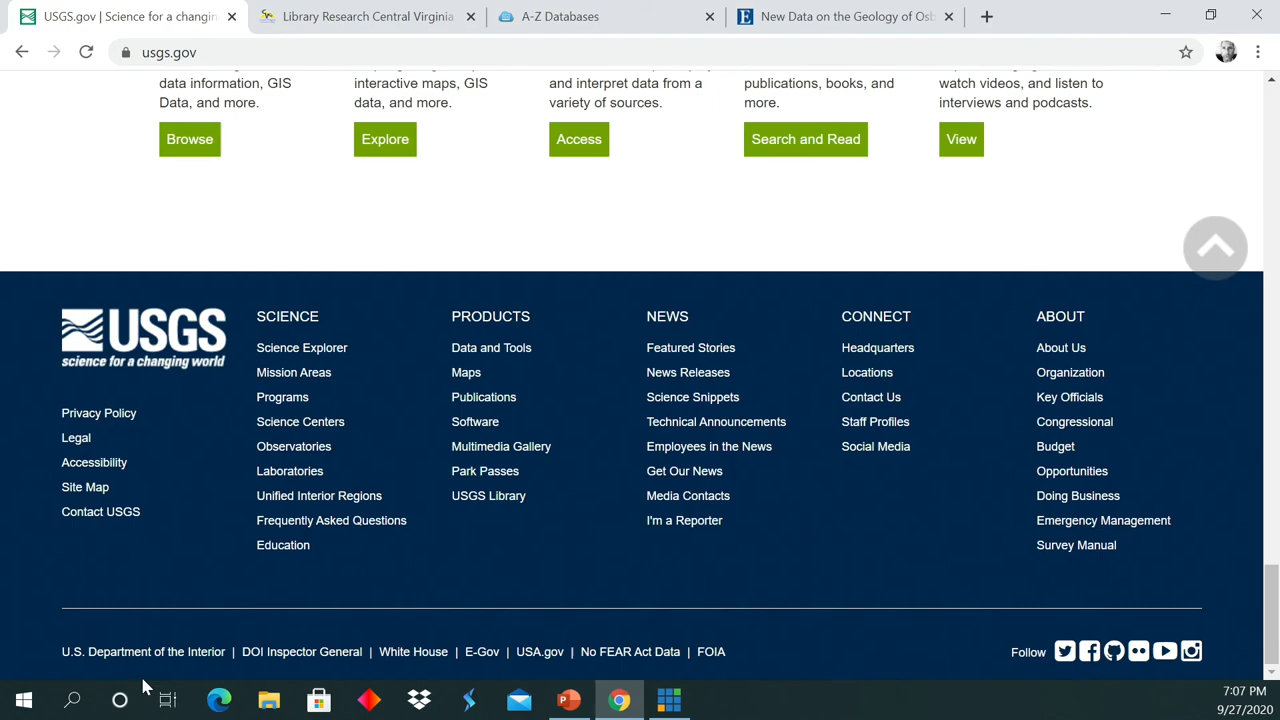 USGS.gov | Science for a changin
Library Research Central Virginia
A-Z Databases
New Data on the Geology of Osb
usgs.gov
data information, GIS
Data, and more.
Browse
interactive maps, GIS
data, and more.
Explore
and interpret data from a
variety of sources.
Access
publications, books, and
more.
Search and Read
watch videos, and listen to
interviews and podcasts.
View
USGS
science for a changing world
Privacy Policy
Legal
Accessibility
Site Map
Contact USGS
SCIENCE
Science Explorer
Mission Areas
Programs
Science Centers
Observatories
Laboratories
Unified Interior Regions
Frequently Asked Questions
Education
PRODUCTS
Data and Tools
Maps
Publications
Software
Multimedia Gallery
Park Passes
USGS Library
NEWS
Featured Stories
News Releases
Science Snippets
Technical Announcements
Employees in the News
Get Our News
Media Contacts
I'm a Reporter
CONNECT
Headquarters
Locations
Contact Us
Staff Profiles
Social Media
ABOUT
About Us
Organization
Key Officials
Congressional
Budget
Opportunities
Doing Business
Emergency Management
Survey Manual
U.S. Department of the Interior | DOI Inspector General | White House | E-Gov | USA.gov | No FEAR Act Data | FOIA
Follow
7:07 PM
9/27/2020